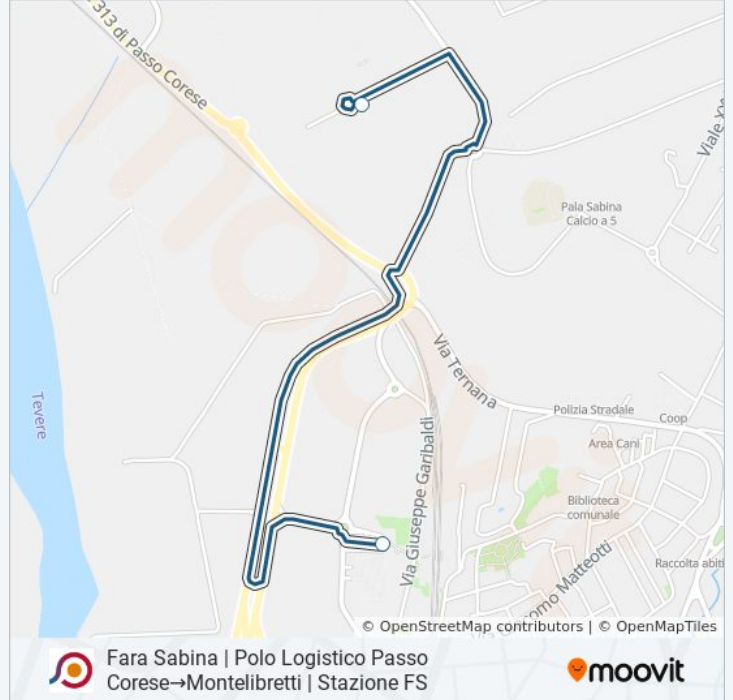 313 di Passo Corese
Viale XX
Pala Sabina
Calcio a 5
Via Ternana
Tevere
Polizia Stradale
Coop
Area Cani
Via Giuseppe Garibaldi
Biblioteca
comunale
Raccolta abiti
omo Matteotti
© OpenStreetMap contributors | © OpenMapTiles
Fara Sabina | Polo Logistico Passo
Corese→Montelibretti | Stazione FS
moovit